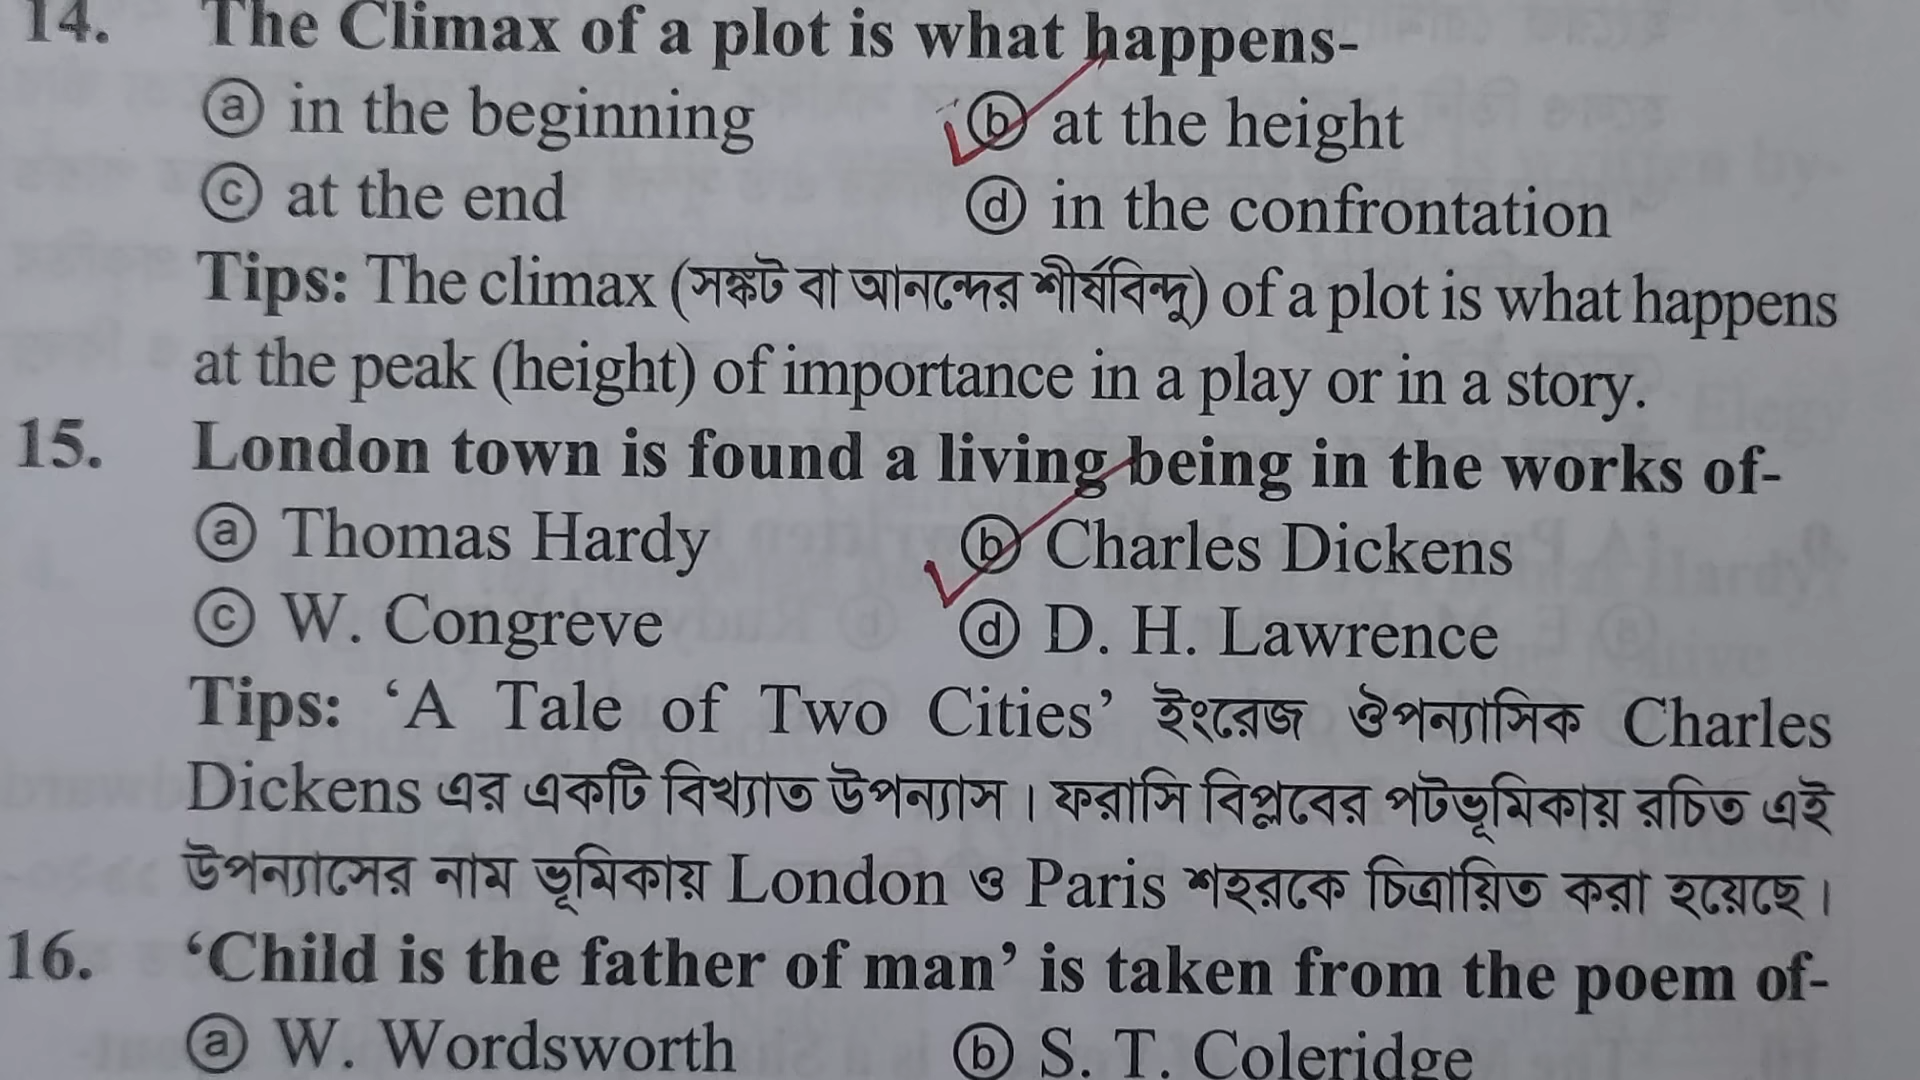 14. The Climax of a plot is what happens-
ⓐ in the beginning ⓑ at the height
ⓒ at the end ⓓ in the confrontation
Tips: The climax (সঙ্কট বা আনন্দের শীর্ষবিন্দু) of a plot is what happens
at the peak (height) of importance in a play or in a story.
15. London town is found a living being in the works of-
ⓐ Thomas Hardy ⓑ Charles Dickens
ⓒ W. Congreve ⓓ D. H. Lawrence
Tips: ‘A Tale of Two Cities’ ইংরেজ ঔপন্যাসিক Charles
Dickens এর একটি বিখ্যাত উপন্যাস। ফরাসি বিপ্লবের পটভূমিকায় রচিত এই
উপন্যাসের নাম ভূমিকায় London ও Paris শহরকে চিত্রায়িত করা হয়েছে।
16. ‘Child is the father of man’ is taken from the poem of-
ⓐ W. Wordsworth ⓑ S. T. Coleridge